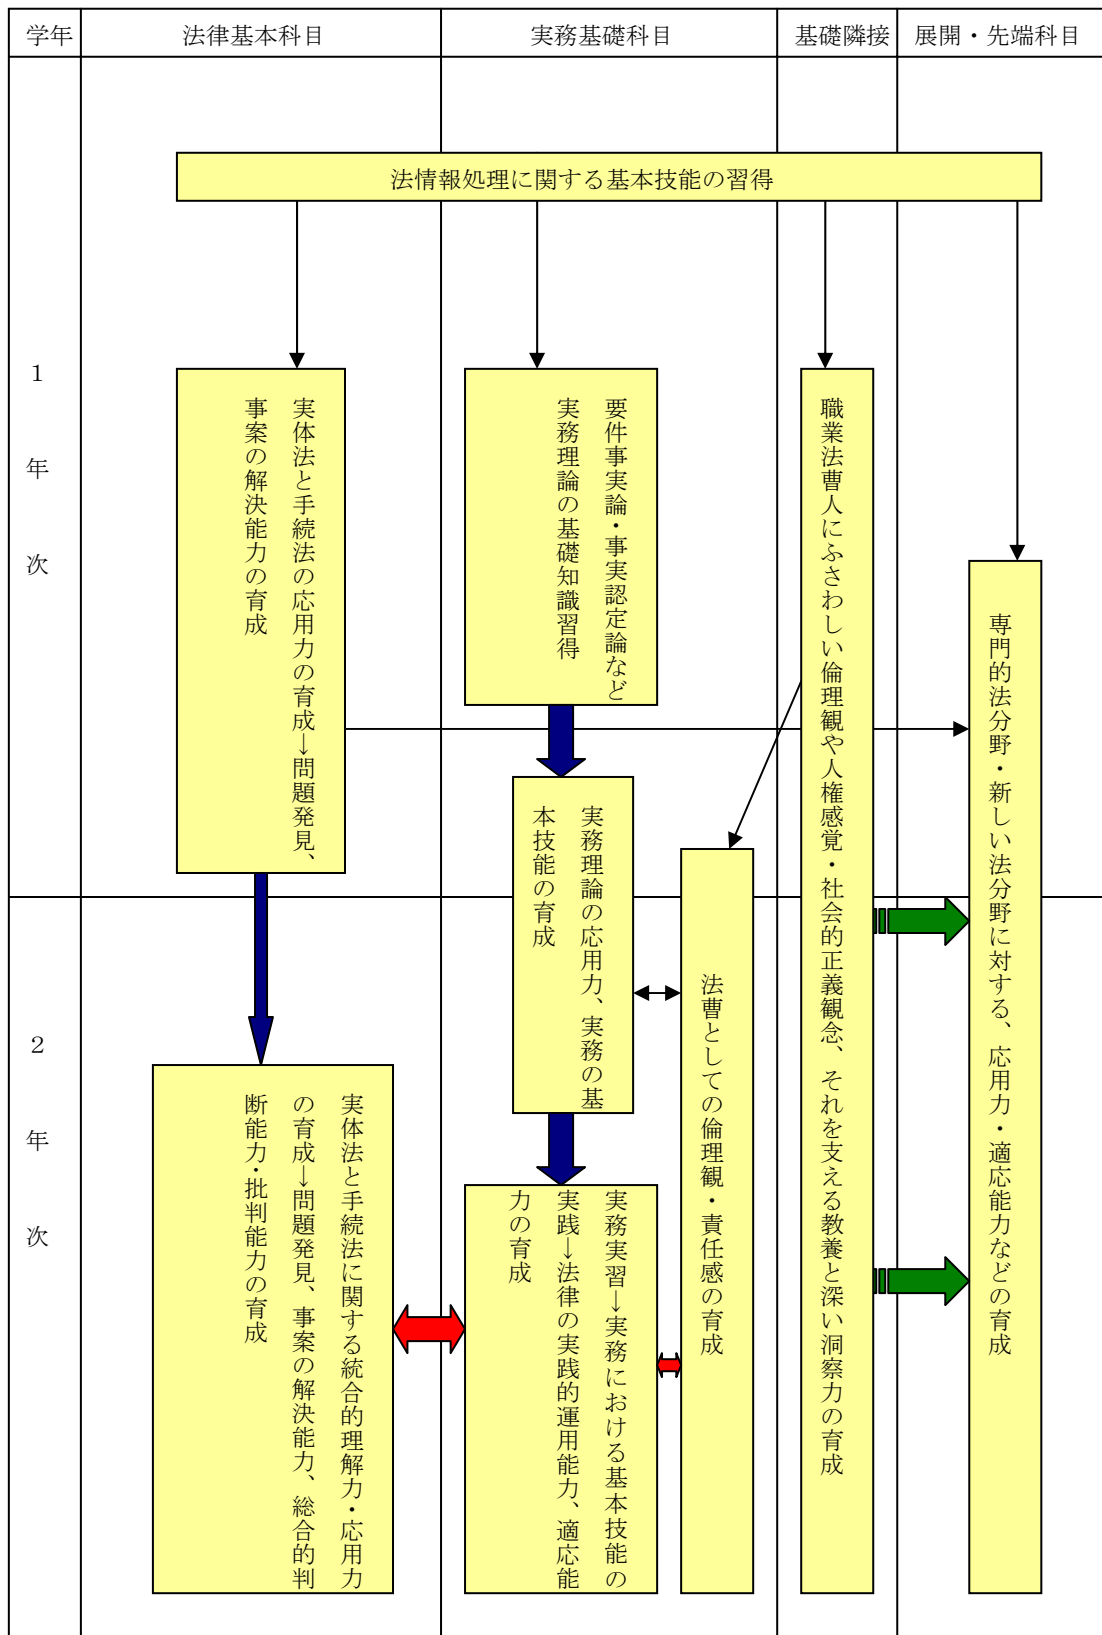 学年
法律基本科目
実務基礎科目
基礎隣接
展開・先端科目
法情報処理に関する基本技能の習得
1年次
実体法と手続法の応用力の育成→問題発見、
事案の解決能力の育成
要件事実論・事実認定論など
実務理論の基礎知識習得
職業法曹人にふさわしい倫理観や人権感覚・社会的正義観念、それを支える教養と深い洞察力の育成
専門的法分野・新しい法分野に対する、応用力・適応能力などの育成
実務理論の応用力、実務の基
本技能の育成
法曹としての倫理観・責任感の育成
2年次
実体法と手続法に関する統合的理解力・応用力
の育成→問題発見、事案の解決能力、総合的判
断能力・批判能力の育成
実務実習→実務における基本技能の
実践→法律の実践的運用能力、適応能
力の育成